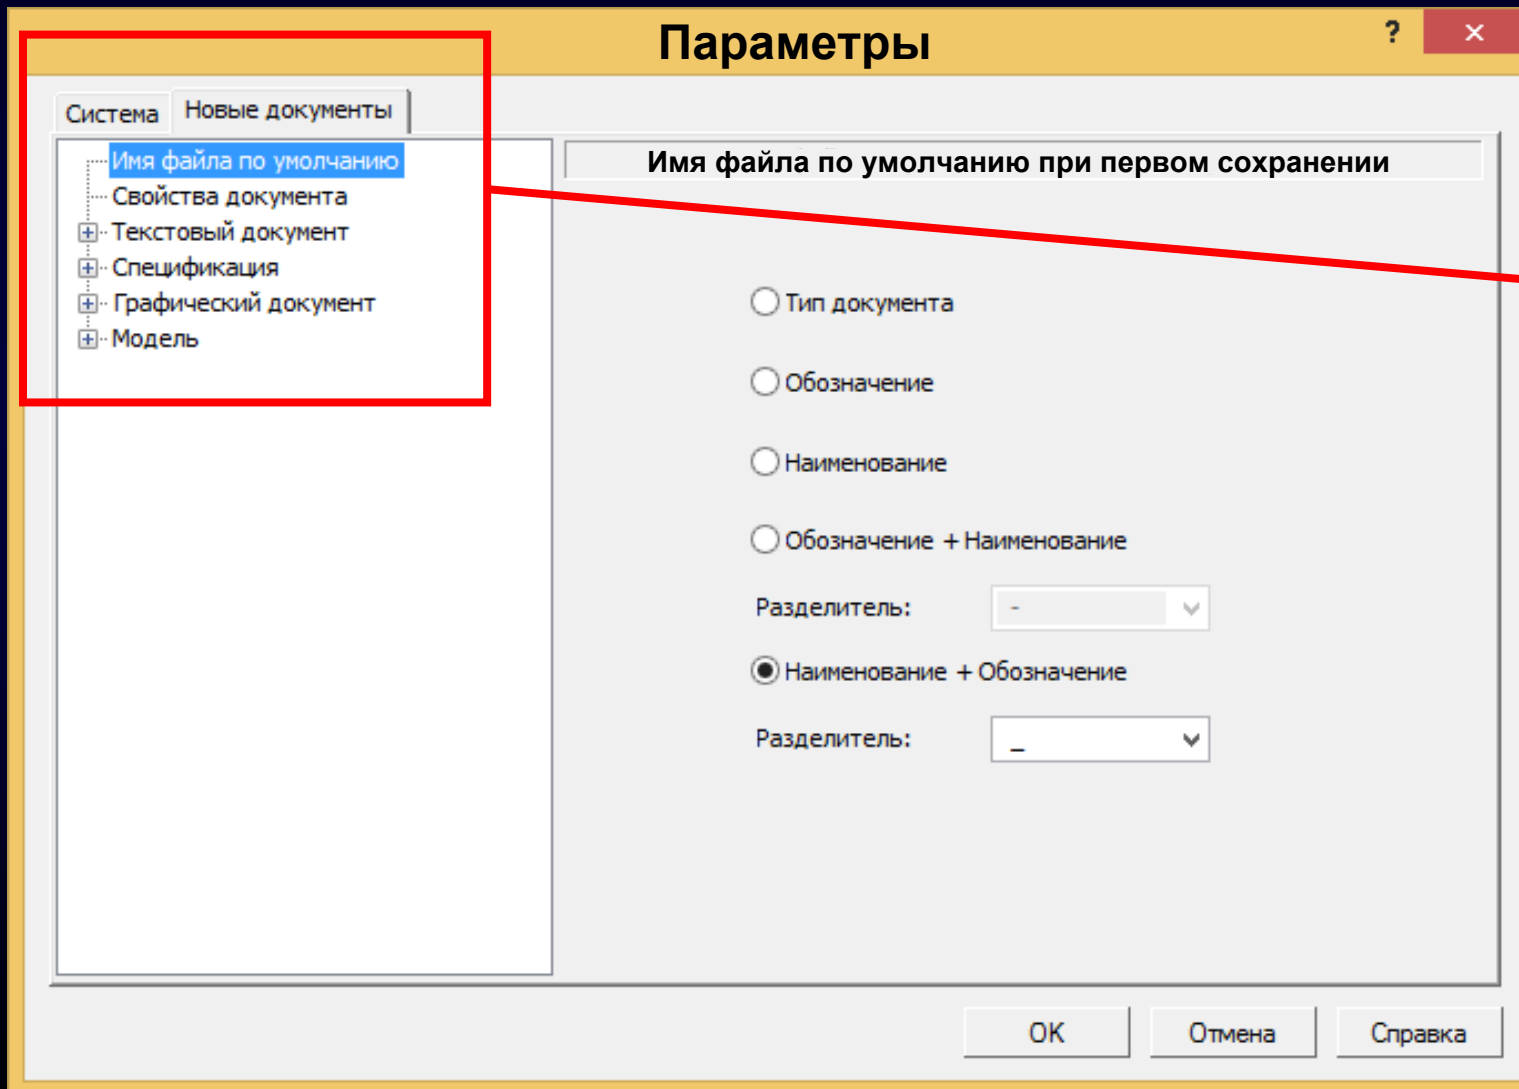 Параметры
?
×
Система
Новые документы
Имя файла по умолчанию
Свойства документа
Текстовый документ
Спецификация
Графический документ
Модель
Имя файла по умолчанию при первом сохранении
Тип документа
Обозначение
Наименование
Обозначение + Наименование
Разделитель: -
Наименование + Обозначение
Разделитель: _
OK
Отмена
Справка